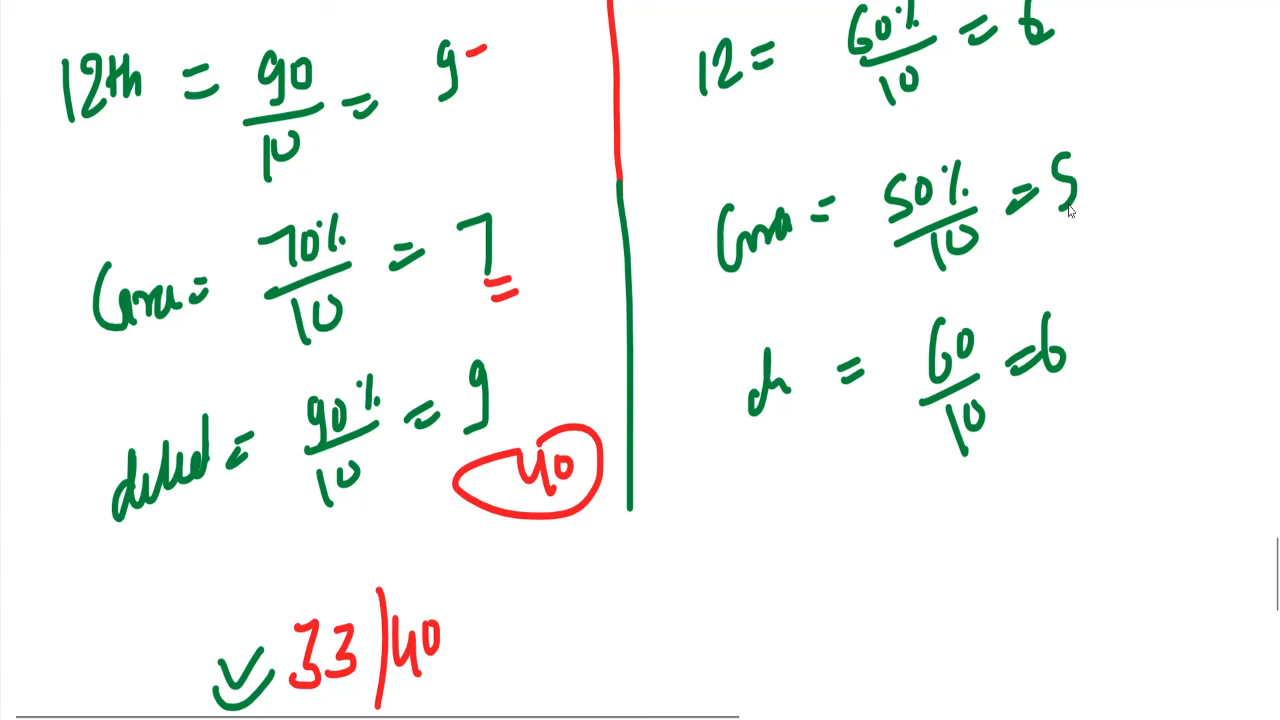 12th = 90/10 = 9
Gra = 70%/10 = 7
= 90%/10 = 9
40
33/40
12 = 60%/10 = 6
Gra = 50%/10 = 5
= 60/10 = 6